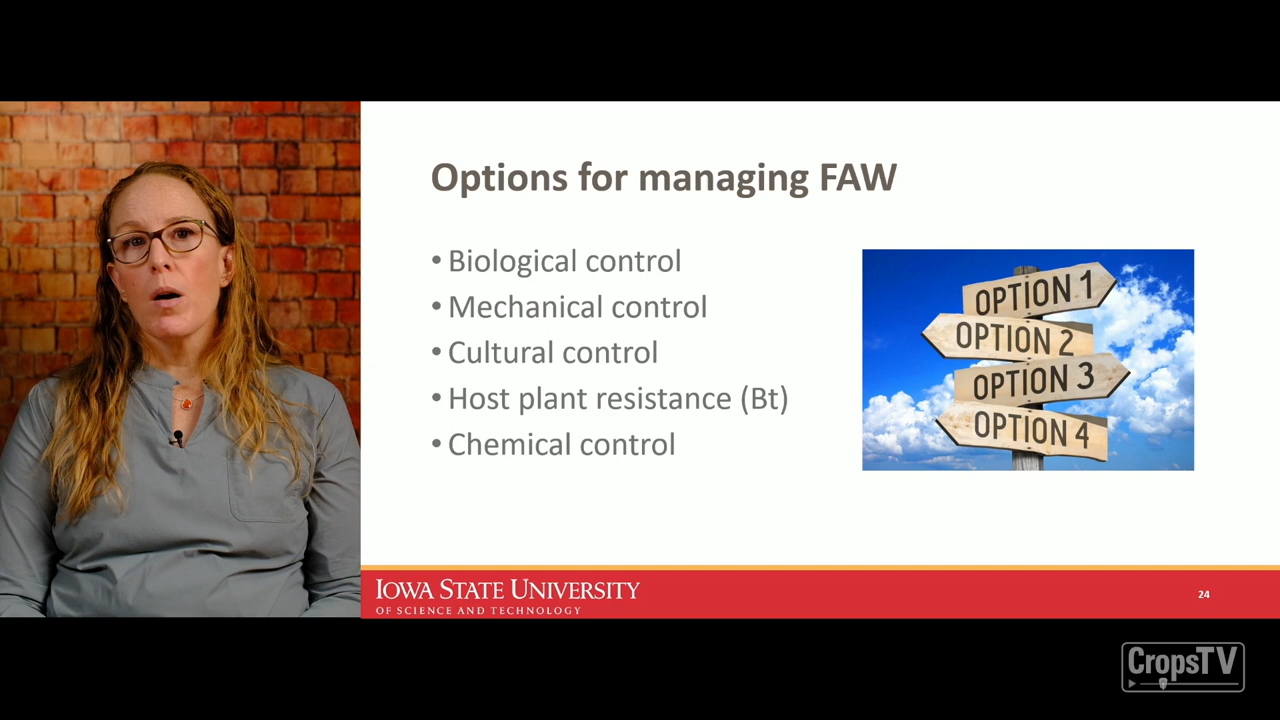 Options for managing FAW
• Biological control
• Mechanical control
• Cultural control
• Host plant resistance (Bt)
• Chemical control
OPTION 1
OPTION 2
OPTION 3
OPTION 4
IOWA STATE UNIVERSITY
OF SCIENCE AND TECHNOLOGY
24
CropsTV